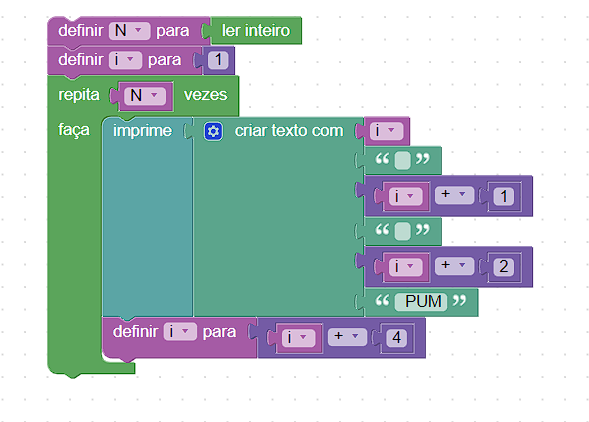 definir N para ler inteiro
definir i para 1
repita N vezes
faça imprime criar texto com i
“ ”
i + 1
“ ”
i + 2
“ PUM ”
definir i para i + 4